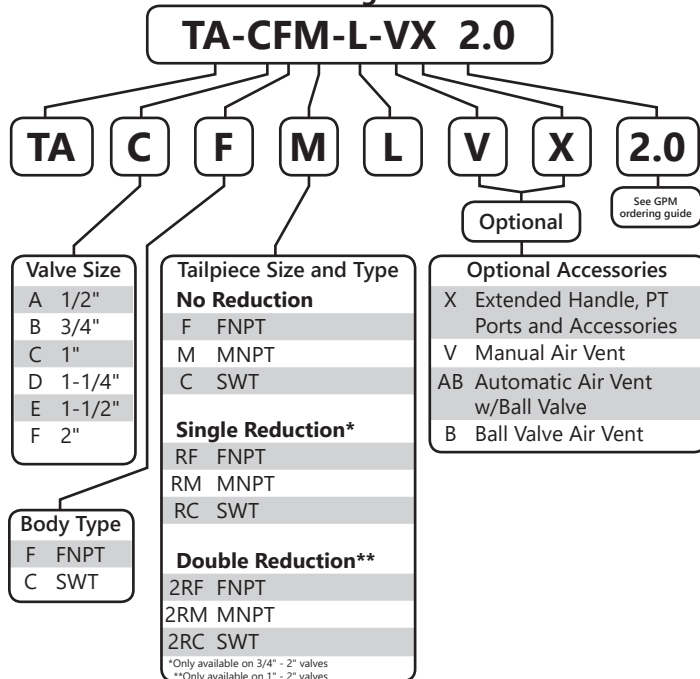 TA-CFM-L-VX 2.0
TA C F M L V X 2.0
See GPM
ordering guide
Optional
Valve Size
A 1/2"
B 3/4"
C 1"
D 1-1/4"
E 1-1/2"
F 2"
Body Type
F FNPT
C SWT
Tailpiece Size and Type
No Reduction
F FNPT
M MNPT
C SWT
Single Reduction*
RF FNPT
RM MNPT
RC SWT
Double Reduction**
2RF FNPT
2RM MNPT
2RC SWT
*Only available on 3/4" - 2" valves
**Only available on 1" - 2" valves
Optional Accessories
X Extended Handle, PT
Ports and Accessories
V Manual Air Vent
AB Automatic Air Vent
w/Ball Valve
B Ball Valve Air Vent